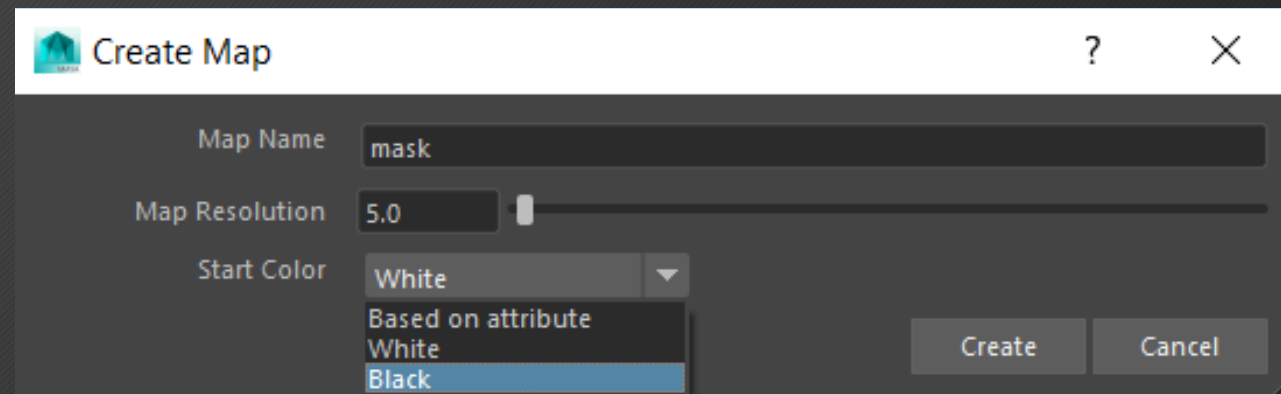 Create Map
?
Map Name
mask
Map Resolution
5.0
Start Color
White
Based on attribute
White
Black
Create
Cancel